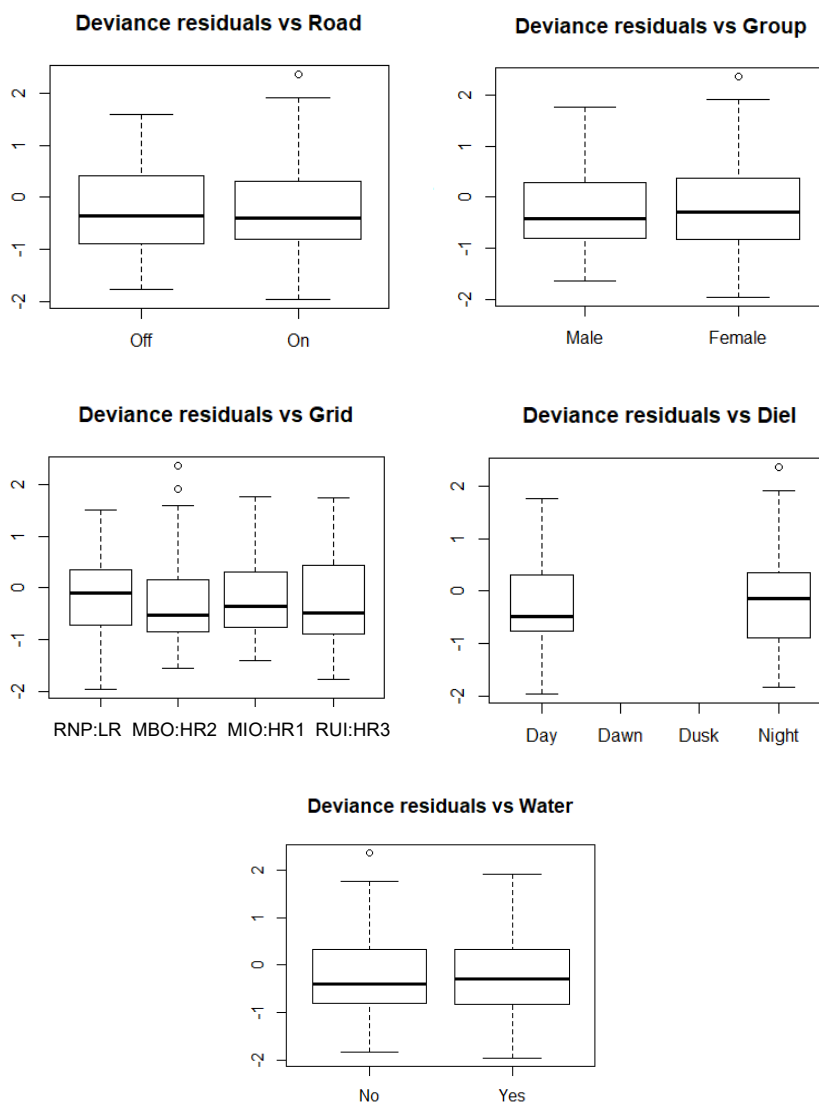 Deviance residuals vs Road
2
1
0
-1
-2
Off On
Deviance residuals vs Group
2
1
0
-1
-2
Male Female
Deviance residuals vs Grid
2
1
0
-1
-2
RNP:LR MBO:HR2 MIO:HR1 RUI:HR3
Deviance residuals vs Diel
2
1
0
-1
-2
Day Dawn Dusk Night
Deviance residuals vs Water
2
1
0
-1
-2
No Yes